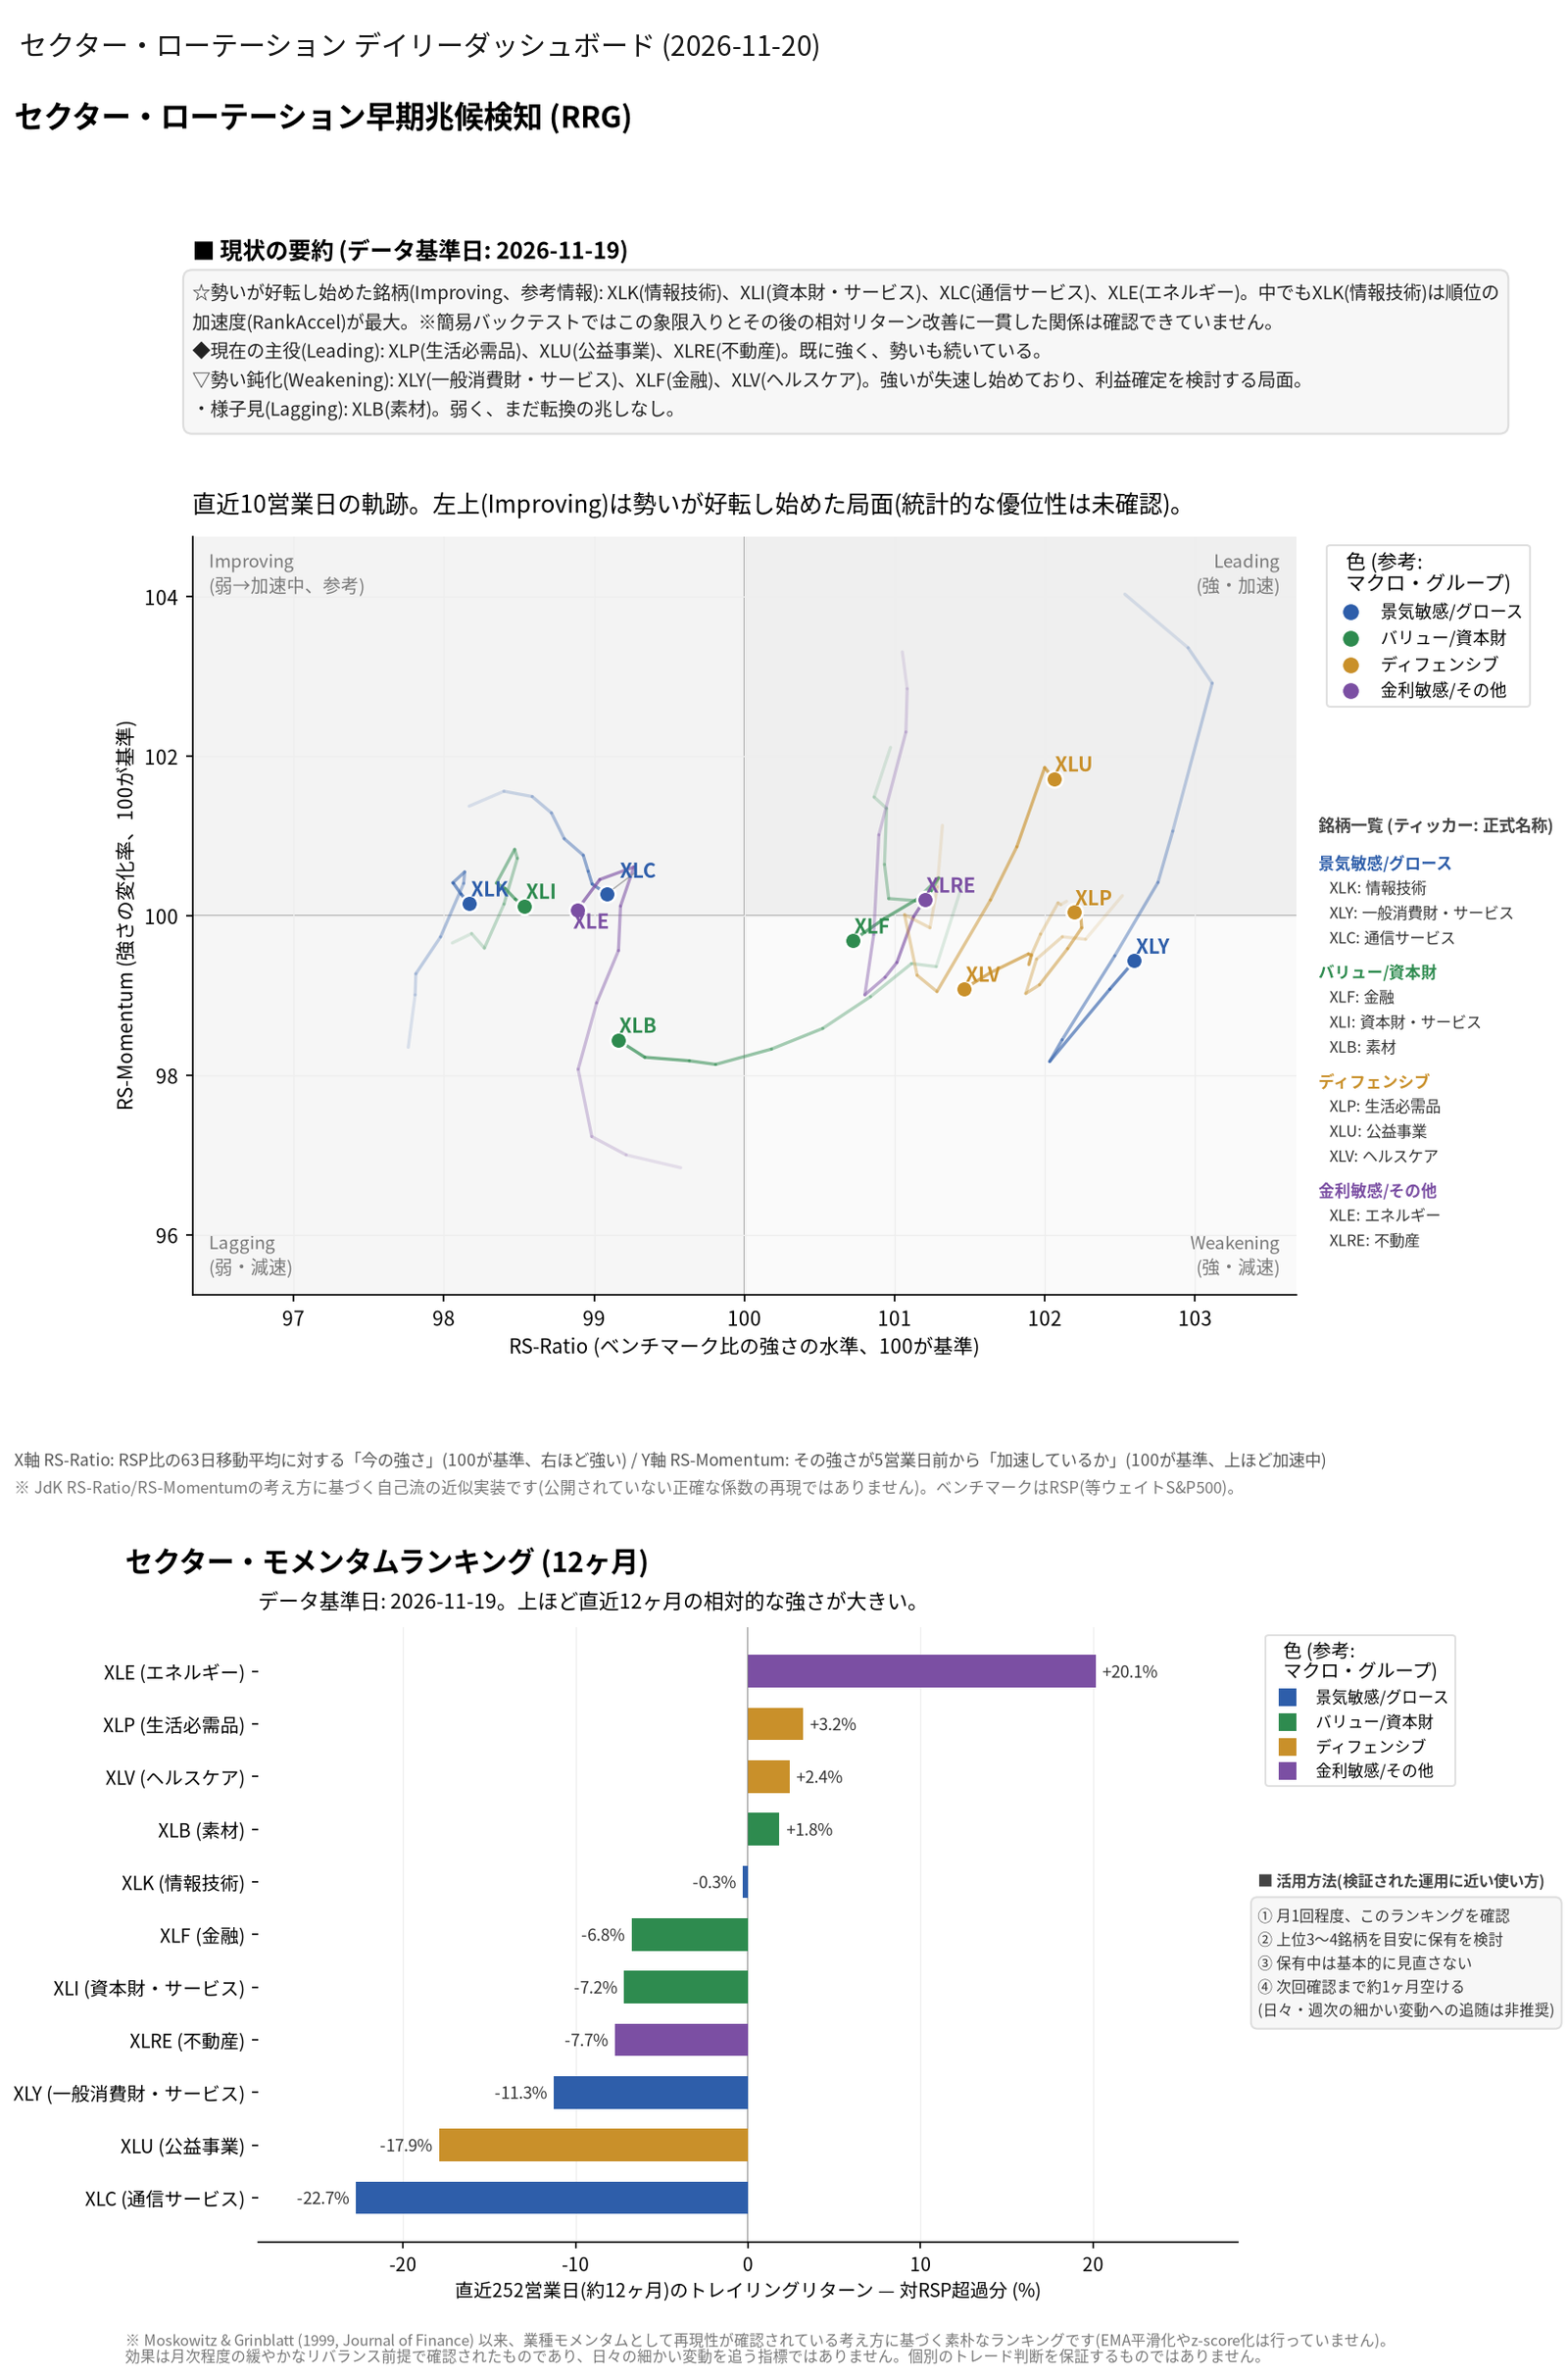 セクター・ローテーション デイリーダッシュボード (2026-11-20)
セクター・ローテーション早期兆候検知 (RRG)
■ 現状の要約 (データ基準日: 2026-11-19)
☆勢いが好転し始めた銘柄(Improving、参考情報): XLK(情報技術)、XLI(資本財・サービス)、XLC(通信サービス)、XLE(エネルギー)。中でもXLK(情報技術)は順位の
加速度(RankAccel)が最大。※簡易バックテストではこの象限入りとその後の相対リターン改善に一貫した関係は確認できていません。
◆現在の主役(Leading): XLP(生活必需品)、XLU(公益事業)、XLRE(不動産)。既に強く、勢いも続いている。
▽勢い鈍化(Weakening): XLY(一般消費財・サービス)、XLF(金融)、XLV(ヘルスケア)。強いが失速し始めており、利益確定を検討する局面。
・様子見(Lagging): XLB(素材)。弱く、まだ転換の兆しなし。
直近10営業日の軌跡。左上(Improving)は勢いが好転し始めた局面(統計的な優位性は未確認)。
Improving
(弱→加速中、参考)
Leading
(強・加速)
104
102
100
98
96
RS-Momentum (強さの変化率、100が基準)
XLU
XLC
XLK
XLI
XLRE
XLE
XLP
XLF
XLY
XLV
XLB
Lagging
(弱・減速)
Weakening
(強・減速)
97
98
99
100
101
102
103
RS-Ratio (ベンチマーク比の強さの水準、100が基準)
色 (参考:
マクロ・グループ)
景気敏感/グロース
バリュー/資本財
ディフェンシブ
金利敏感/その他
銘柄一覧 (ティッカー: 正式名称)
景気敏感/グロース
XLK: 情報技術
XLY: 一般消費財・サービス
XLC: 通信サービス
バリュー/資本財
XLF: 金融
XLI: 資本財・サービス
XLB: 素材
ディフェンシブ
XLP: 生活必需品
XLU: 公益事業
XLV: ヘルスケア
金利敏感/その他
XLE: エネルギー
XLRE: 不動産
X軸 RS-Ratio: RSP比の63日移動平均に対する「今の強さ」(100が基準、右ほど強い) / Y軸 RS-Momentum: その強さが5営業日前から「加速しているか」(100が基準、上ほど加速中)
※ JdK RS-Ratio/RS-Momentumの考え方に基づく自己流の近似実装です(公開されていない正確な係数の再現ではありません)。ベンチマークはRSP(等ウェイトS&P500)。
セクター・モメンタムランキング (12ヶ月)
データ基準日: 2026-11-19。上ほど直近12ヶ月の相対的な強さが大きい。
XLE (エネルギー) +20.1%
XLP (生活必需品) +3.2%
XLV (ヘルスケア) +2.4%
XLB (素材) +1.8%
XLK (情報技術) -0.3%
XLF (金融) -6.8%
XLI (資本財・サービス) -7.2%
XLRE (不動産) -7.7%
XLY (一般消費財・サービス) -11.3%
XLU (公益事業) -17.9%
XLC (通信サービス) -22.7%
-20
-10
0
10
20
直近252営業日(約12ヶ月)のトレイリングリターン — 対RSP超過分 (%)
色 (参考:
マクロ・グループ)
景気敏感/グロース
バリュー/資本財
ディフェンシブ
金利敏感/その他
■ 活用方法(検証された運用に近い使い方)
① 月1回程度、このランキングを確認
② 上位3～4銘柄を目安に保有を検討
③ 保有中は基本的に見直さない
④ 次回確認まで約1ヶ月空ける
(日々・週次の細かい変動への追随は非推奨)
※ Moskowitz & Grinblatt (1999, Journal of Finance) 以来、業種モメンタムとして再現性が確認されている考え方に基づく素朴なランキングです(EMA平滑化やz-score化は行っていません)。
効果は月次程度の緩やかなリバランス前提で確認されたものであり、日々の細かい変動を追う指標ではありません。個別のトレード判断を保証するものではありません。